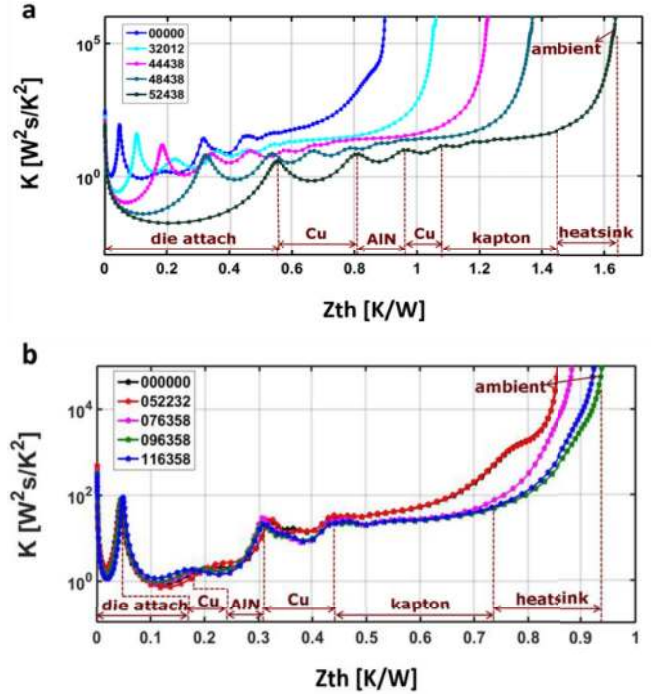 a
K [W²s/K²]
10⁵
10⁰
00000
32012
44438
48438
52438
ambient
die attach
Cu
AlN
Cu
kapton
heatsink
0 0.2 0.4 0.6 0.8 1 1.2 1.4 1.6
Zth [K/W]
b
K [W²s/K²]
10⁴
10²
10⁰
000000
052232
076358
096358
116358
ambient
die attach
Cu
AlN
Cu
kapton
heatsink
0 0.1 0.2 0.3 0.4 0.5 0.6 0.7 0.8 0.9 1
Zth [K/W]